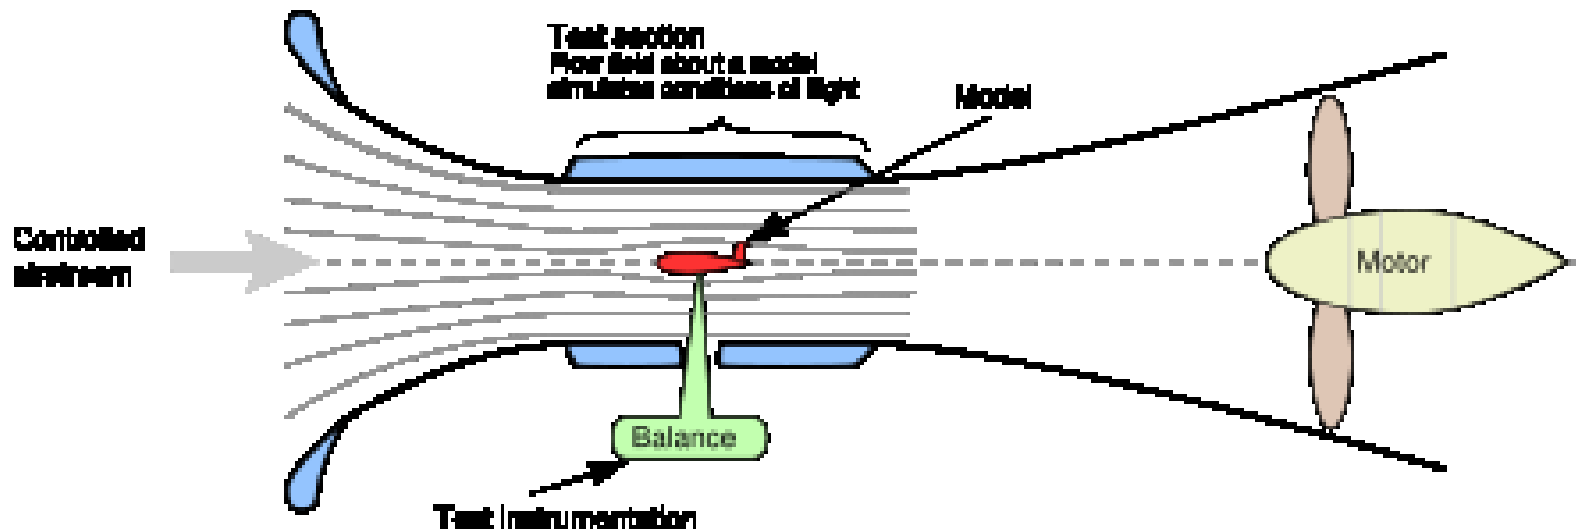 Test section
Flow field about a model
simulates conditions of flight
Model
Controlled
airstream
Motor
Balance
Test instrumentation